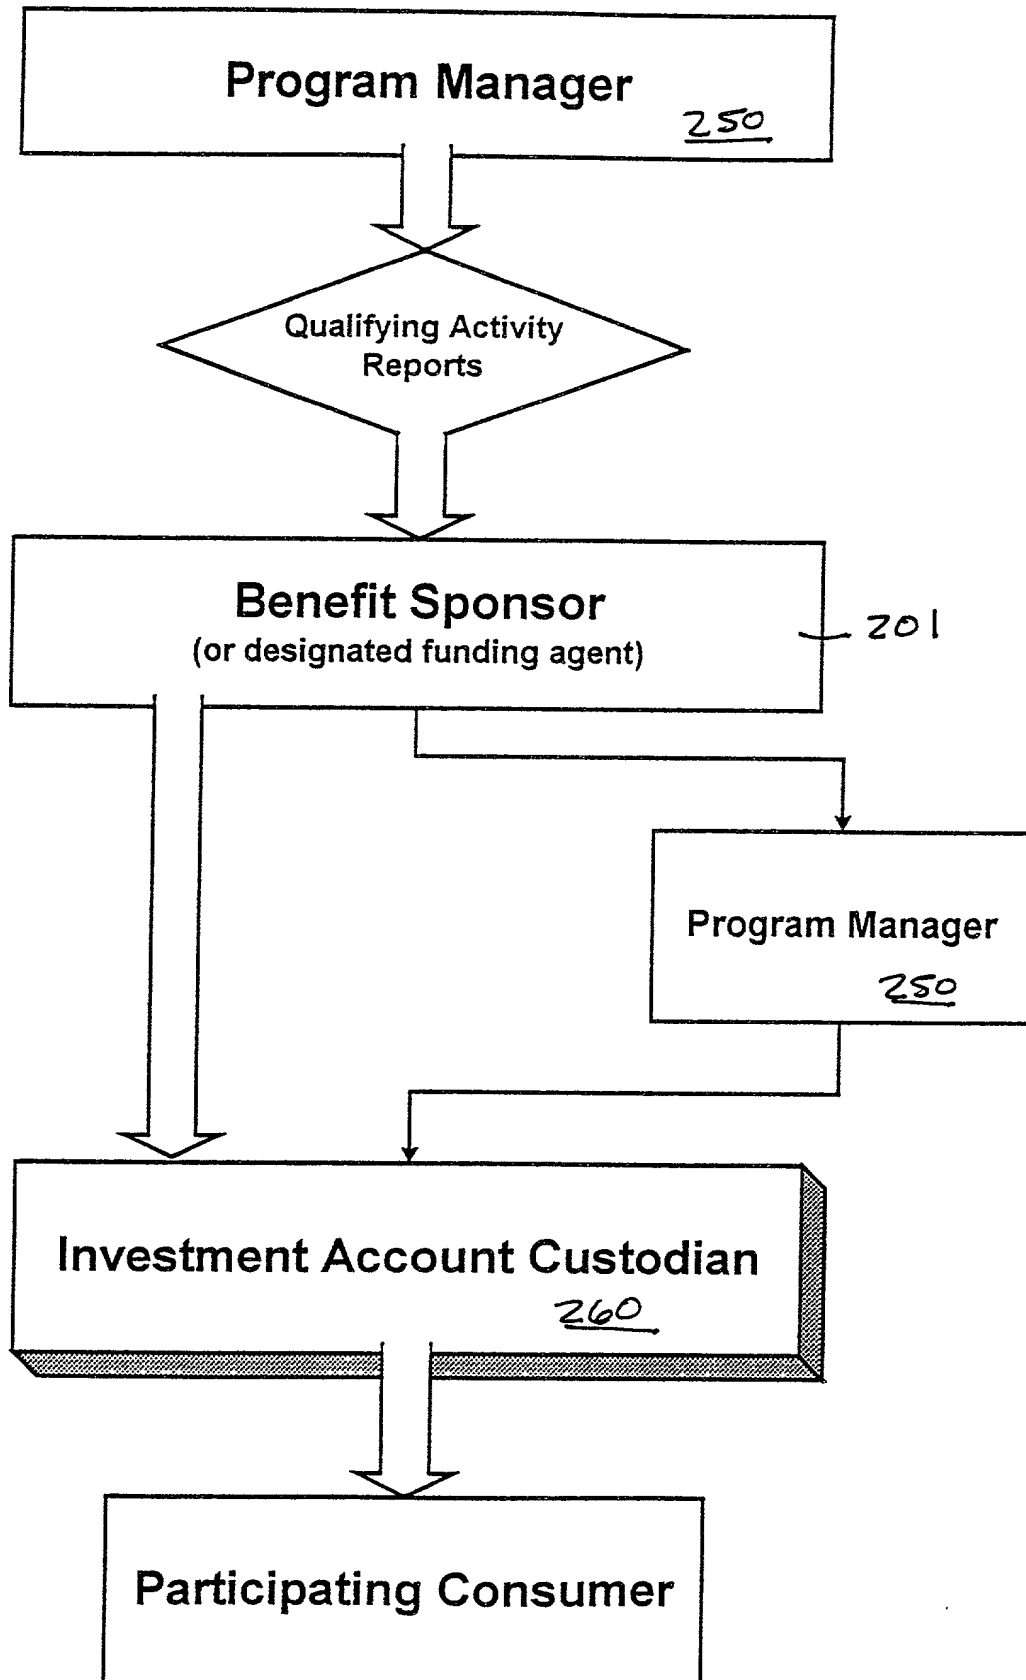 Program Manager
250
Qualifying Activity
Reports
Benefit Sponsor
(or designated funding agent)
201
Program Manager
250
Investment Account Custodian
260
Participating Consumer